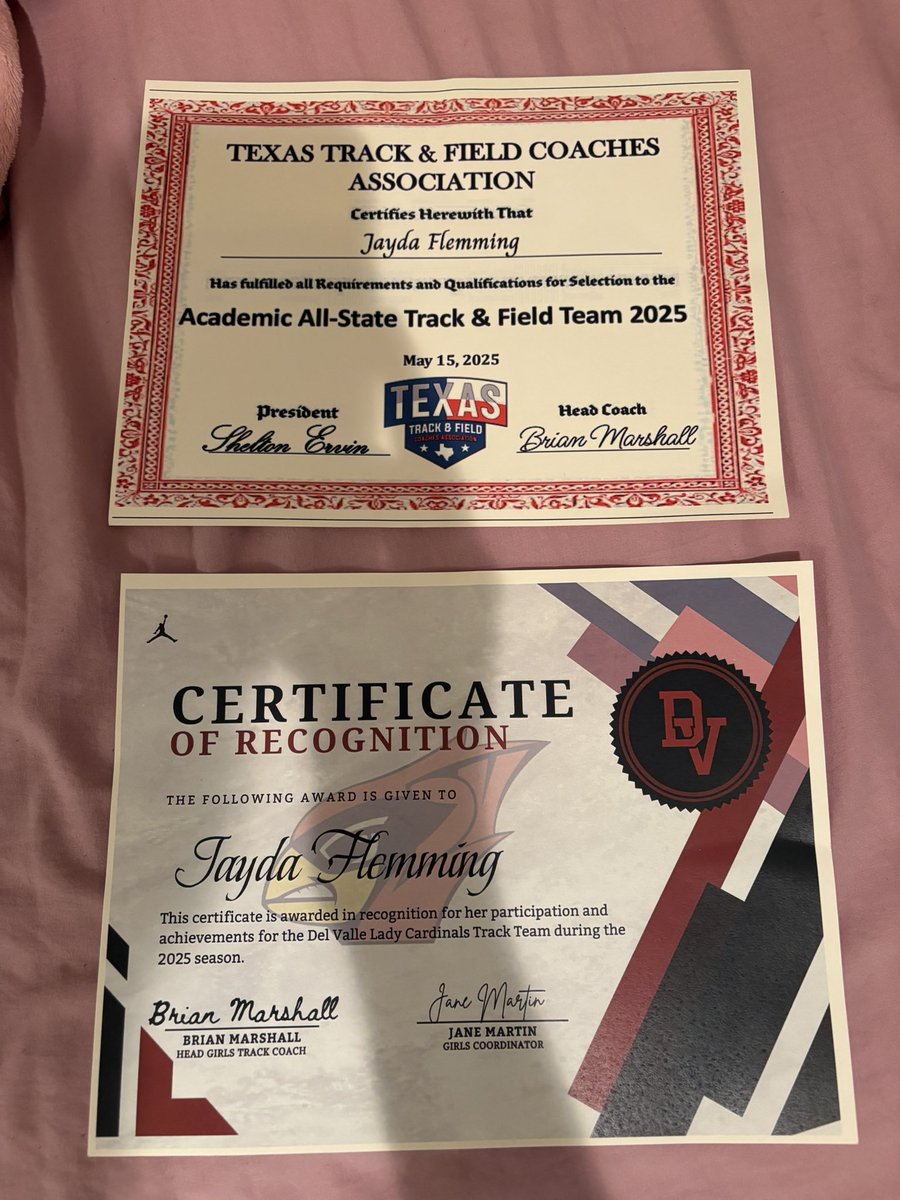 TEXAS TRACK & FIELD COACHES
ASSOCIATION
Certifies Herewith That
Jayda Flemming
Has fulfilled all Requirements and Qualifications for Selection to the
Academic All-State Track & Field Team 2025
May 15, 2025
President
Shelton Ervin
TEXAS
TRACK & FIELD
COACHES ASSOCIATION
Head Coach
Brian Marshall
CERTIFICATE
OF RECOGNITION
DV
THE FOLLOWING AWARD IS GIVEN TO
Jayda Flemming
This certificate is awarded in recognition for her participation and
achievements for the Del Valle Lady Cardinals Track Team during the
2025 season.
Brian Marshall
BRIAN MARSHALL
HEAD GIRLS TRACK COACH
Jane Martin
JANE MARTIN
GIRLS COORDINATOR